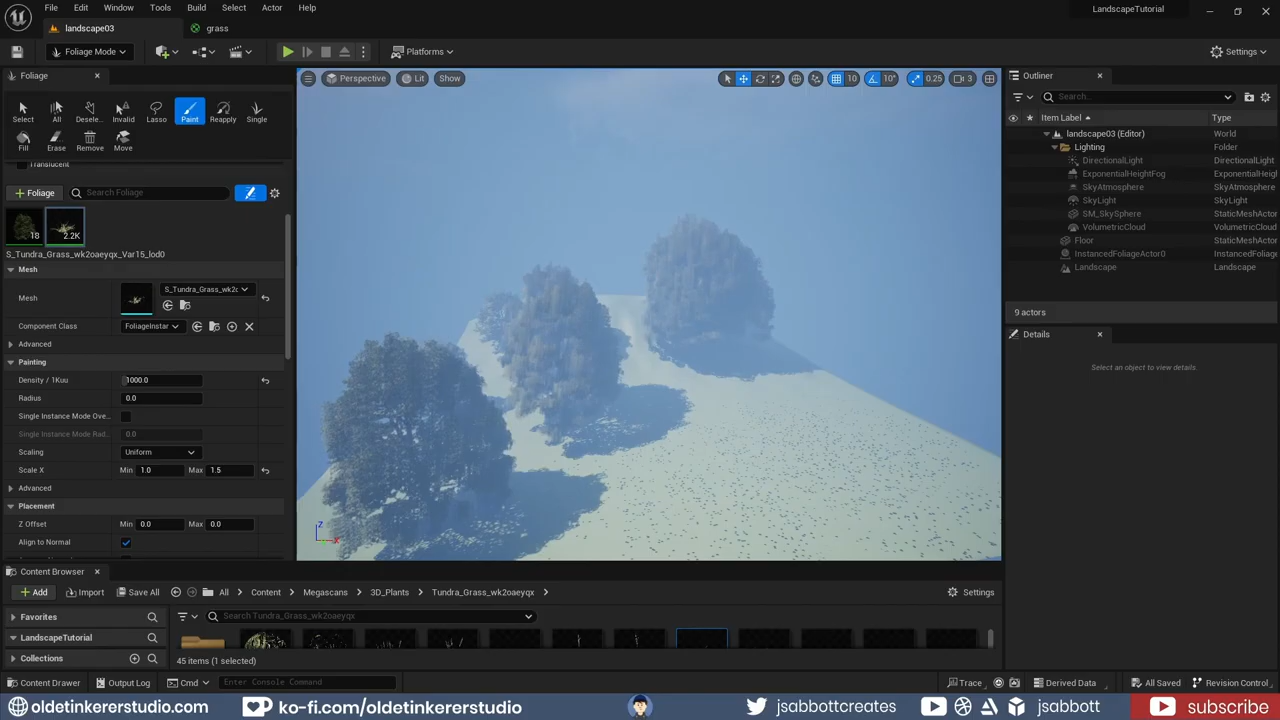 File Edit Window Tools Build Select Actor Help
landscape03 grass LandscapeTutorial
Foliage Mode Platforms Settings
Foliage Perspective Lit Show 10 10° 0.25 3 Outliner
Search...
Select All Desele.. Invalid Lasso Paint Reapply Single
Item Label Type
Fill Erase Remove Move
landscape03 (Editor) World
Lighting Folder
DirectionalLight DirectionalLight
ExponentialHeightFog ExponentialHeigh
SkyAtmosphere SkyAtmosphere
SkyLight SkyLight
SM_SkySphere StaticMeshActor
VolumetricCloud VolumetricCloud
Floor StaticMeshActo
InstancedFoliageActor0 InstancedFoliage
Landscape Landscape
9 actors
Details
Select an object to view details.
Translucent
Foliage Search Foliage
18 2.2K
S_Tundra_Grass_wk2oaeyqx_Var15_lod0
Mesh
Mesh S_Tundra_Grass_wk2c
Component Class FoliageInstar
Advanced
Painting
Density / 1Kuu 1000.0
Radius 0.0
Single Instance Mode Ove..
Single Instance Mode Rad.. 0.0
Scaling Uniform
Scale X Min 1.0 Max 1.5
Advanced
Placement
Z Offset Min 0.0 Max 0.0
Align to Normal
Z X
Content Browser
Add Import Save All All Content Megascans 3D_Plants Tundra_Grass_wk2oaeyqx Settings
Favorites Search Tundra_Grass_wk2oaeyqx
LandscapeTutorial
Collections 45 items (1 selected)
Content Drawer Output Log Cmd Enter Console Command Trace Derived Data All Saved Revision Control
oldetinkererstudio.com ko-fi.com/oldetinkererstudio jsabbottcreates jsabbott subscribe